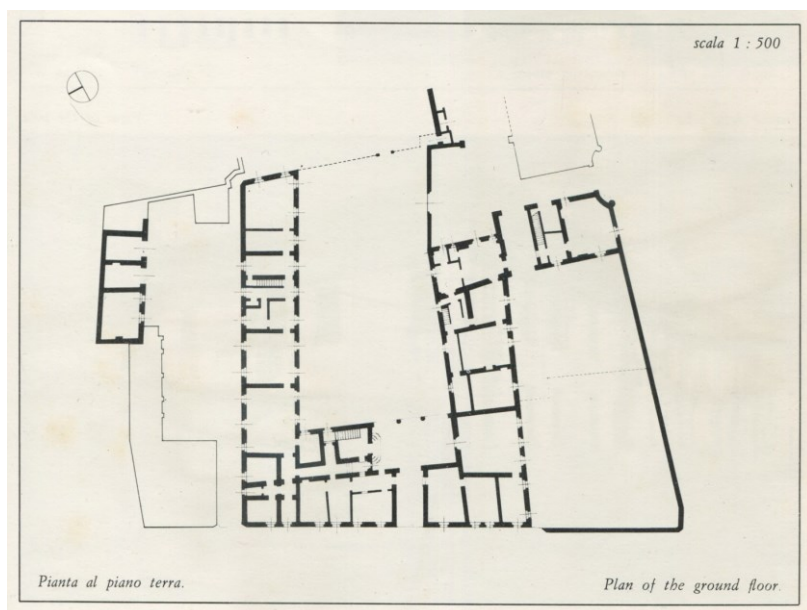 scala 1 : 500
Pianta al piano terra.
Plan of the ground floor.